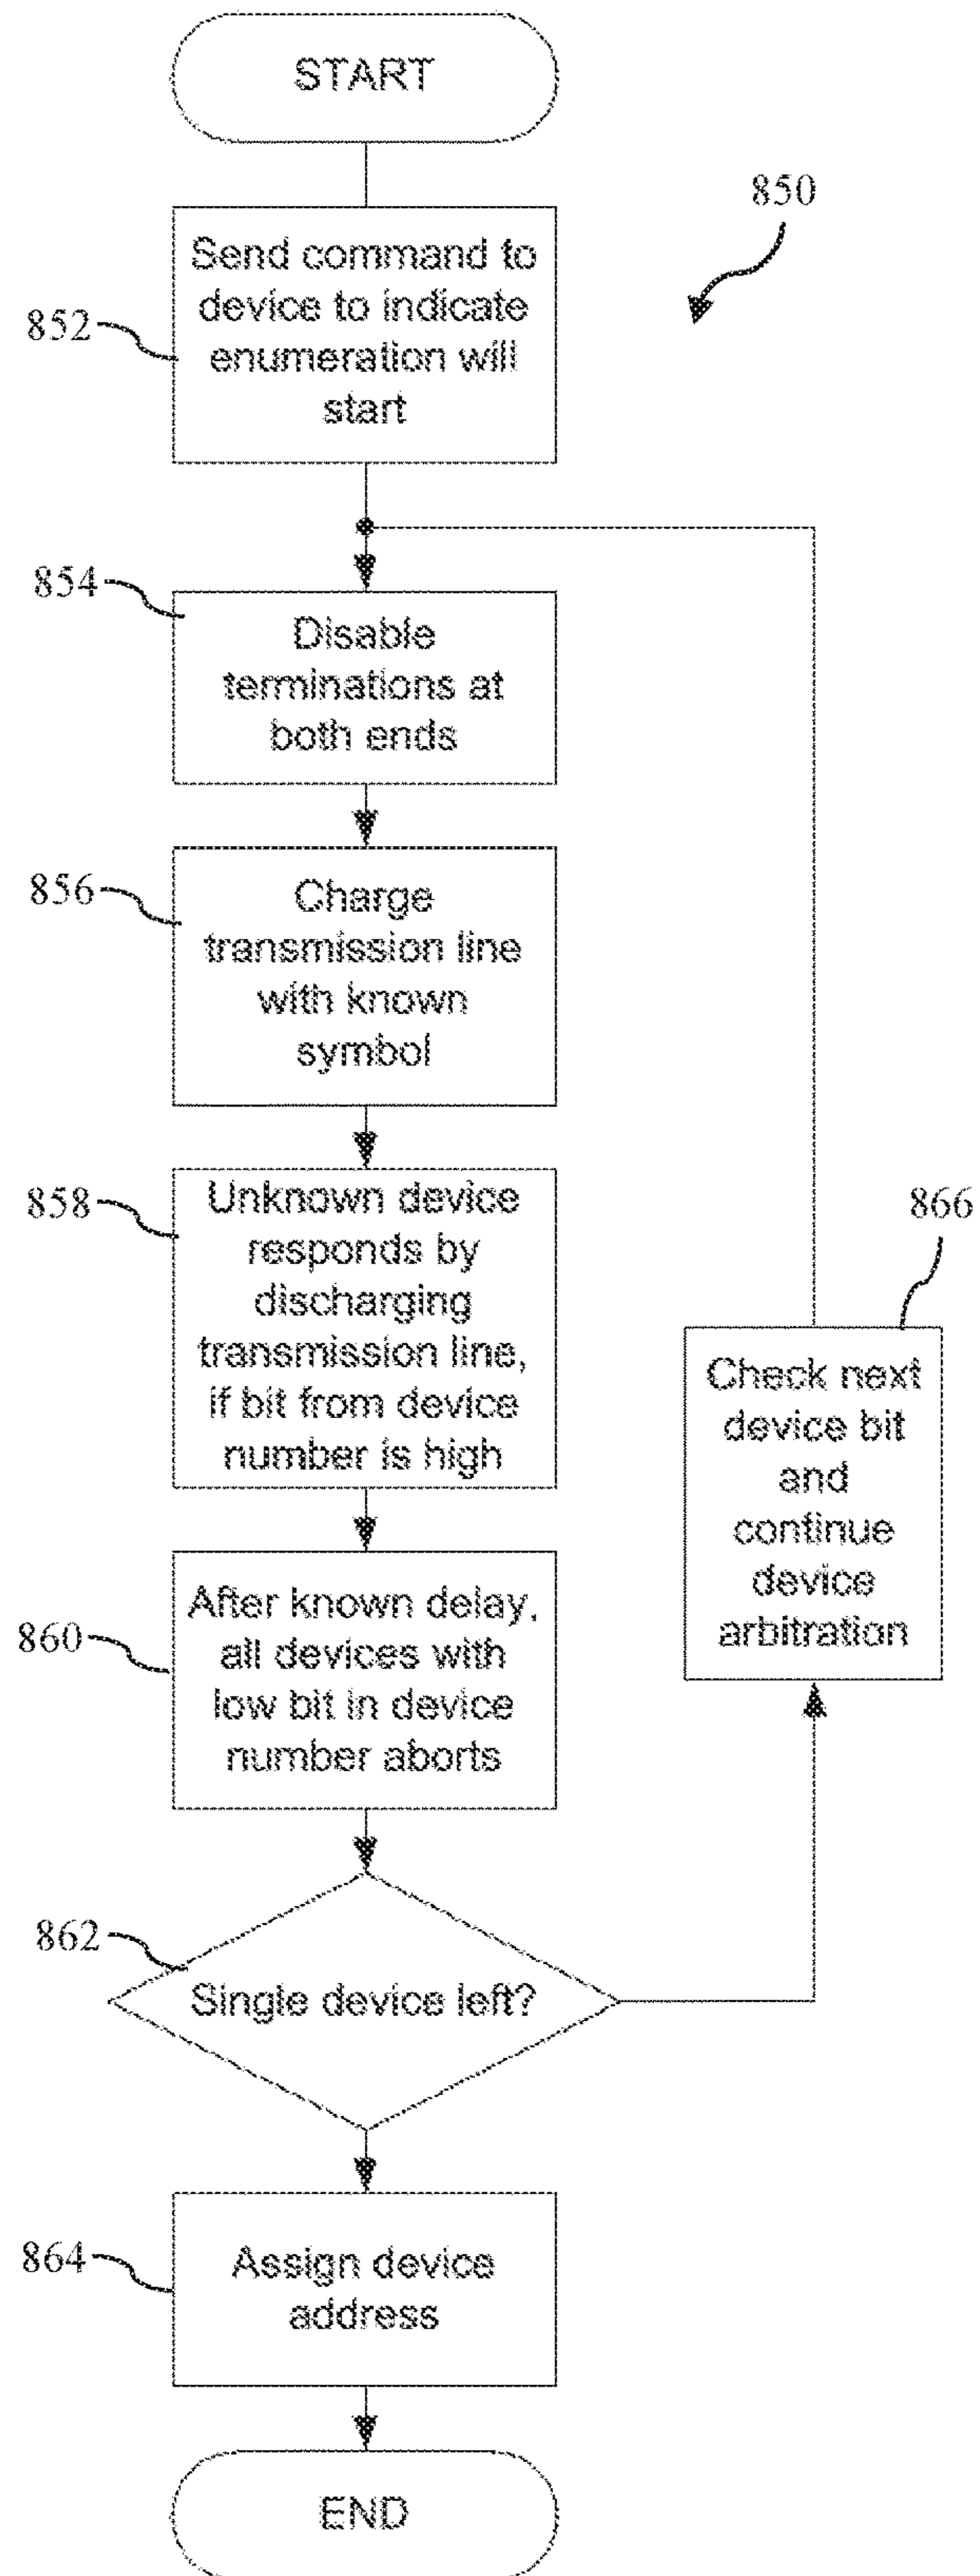 START
850
852
Send command to
device to indicate
enumeration will
start
854
Disable
terminations at
both ends
856
Charge
transmission line
with known
symbol
858
Unknown device
responds by
discharging
transmission line,
if bit from device
number is high
866
Check next
device bit
and
continue
device
arbitration
860
After known delay,
all devices with
low bit in device
number aborts
862
Single device left?
864
Assign device
address
END